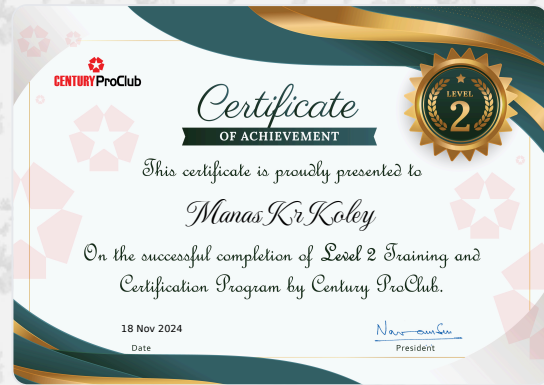 CENTURY ProClub
Certificate
OF ACHIEVEMENT
LEVEL
2
This certificate is proudly presented to
Manas Kr Koley
On the successful completion of Level 2 Training and
Certification Program by Century ProClub.
18 Nov 2024
Date
President